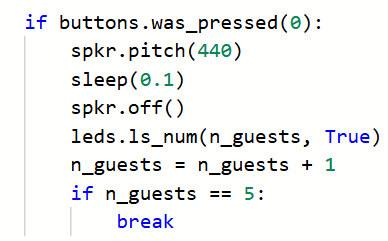 if buttons.was_pressed(0):
    spkr.pitch(440)
    sleep(0.1)
    spkr.off()
    leds.ls_num(n_guests, True)
    n_guests = n_guests + 1
    if n_guests == 5:
        break